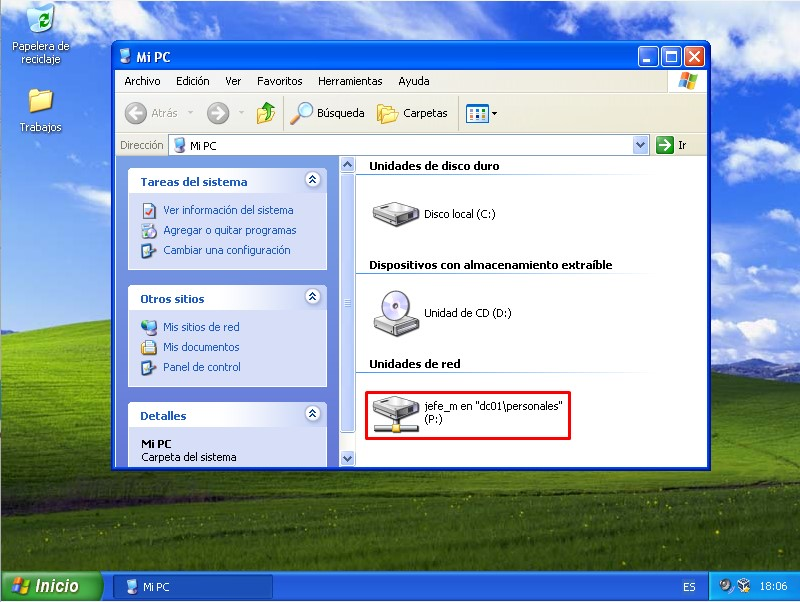 Papelera de
reciclaje
Trabajos
Mi PC
Archivo Edición Ver Favoritos Herramientas Ayuda
Atrás Búsqueda Carpetas
Dirección Mi PC Ir
Tareas del sistema
Ver información del sistema
Agregar o quitar programas
Cambiar una configuración
Otros sitios
Mis sitios de red
Mis documentos
Panel de control
Detalles
Mi PC
Carpeta del sistema
Unidades de disco duro
Disco local (C:)
Dispositivos con almacenamiento extraíble
Unidad de CD (D:)
Unidades de red
jefe_m en "dc01\personales"
(P:)
Inicio Mi PC ES 18:06